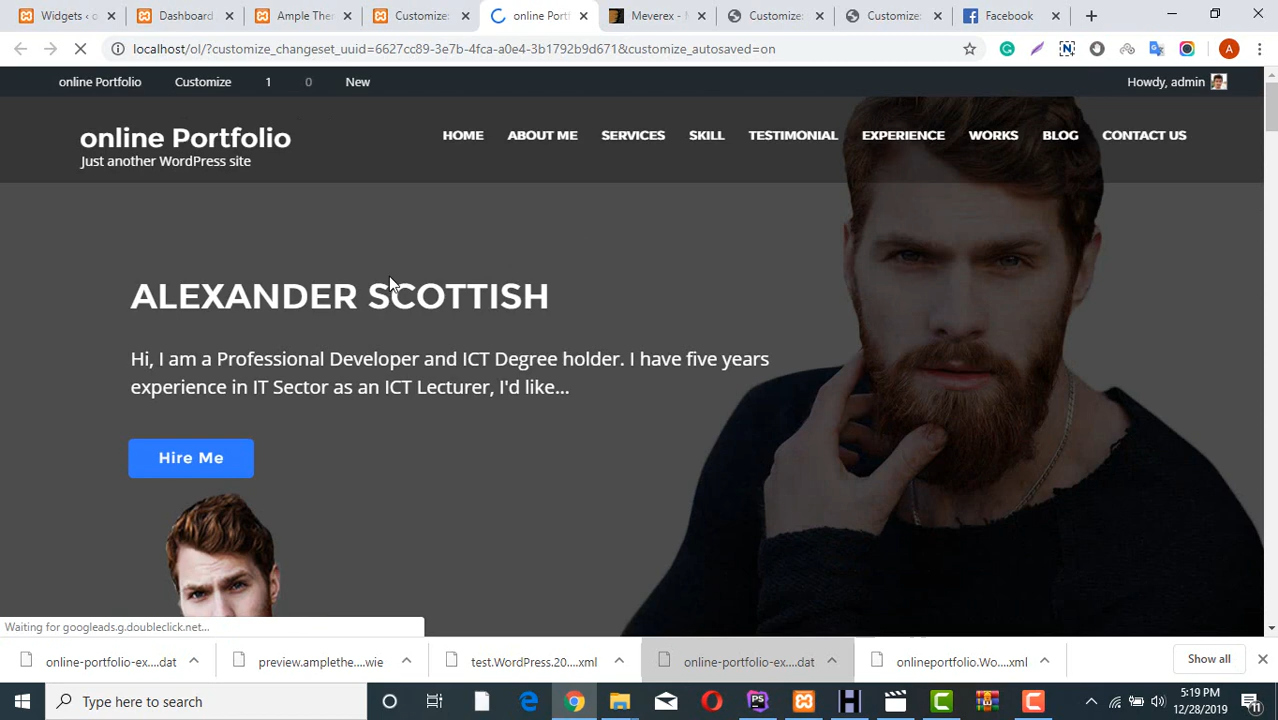 Widgets ‹ o
Dashboard
Ample The
Customize:
online Portf
Meverex - M
Customize:
Customize:
Facebook
localhost/ol/?customize_changeset_uuid=6627cc89-3e7b-4fca-a0e4-3b1792b9d671&customize_autosaved=on
A
online Portfolio Customize 1 0 New Howdy, admin
online Portfolio
Just another WordPress site
HOME ABOUT ME SERVICES SKILL TESTIMONIAL EXPERIENCE WORKS BLOG CONTACT US
ALEXANDER SCOTTISH
Hi, I am a Professional Developer and ICT Degree holder. I have five years
experience in IT Sector as an ICT Lecturer, I'd like...
Hire Me
Waiting for googleads.g.doubleclick.net...
online-portfolio-ex....dat
preview.amplethe....wie
test.WordPress.20....xml
online-portfolio-ex....dat
onlineportfolio.Wo....xml
Show all
Type here to search
5:19 PM
12/28/2019